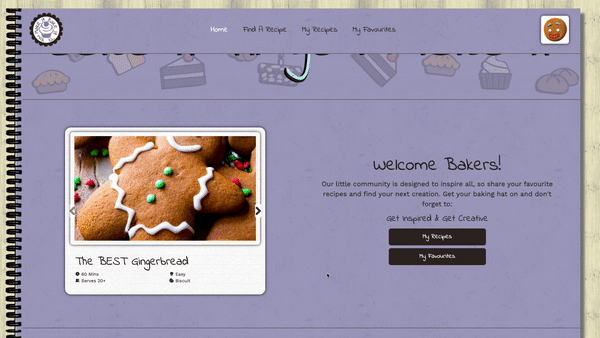 Home Find A Recipe My Recipes My Favourites
Welcome Bakers!
Our little community is designed to inspire all, so share your favourite
recipes and find your next creation. Get your baking hat on and don't
forget to:
Get Inspired & Get Creative
My Recipes
My Favourites
The BEST Gingerbread
60 Mins Easy
Serves 20+ Biscuit